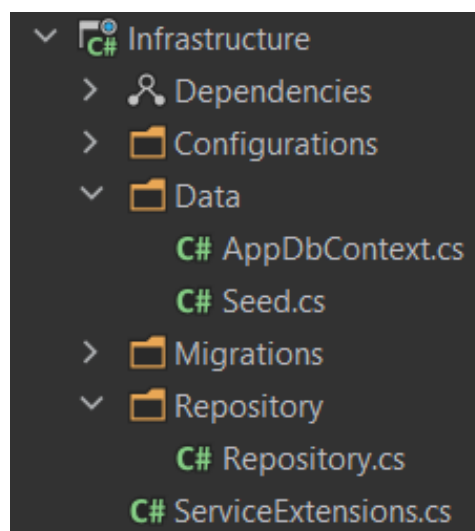 C# Infrastructure
Dependencies
Configurations
Data
C# AppDbContext.cs
C# Seed.cs
Migrations
Repository
C# Repository.cs
C# ServiceExtensions.cs